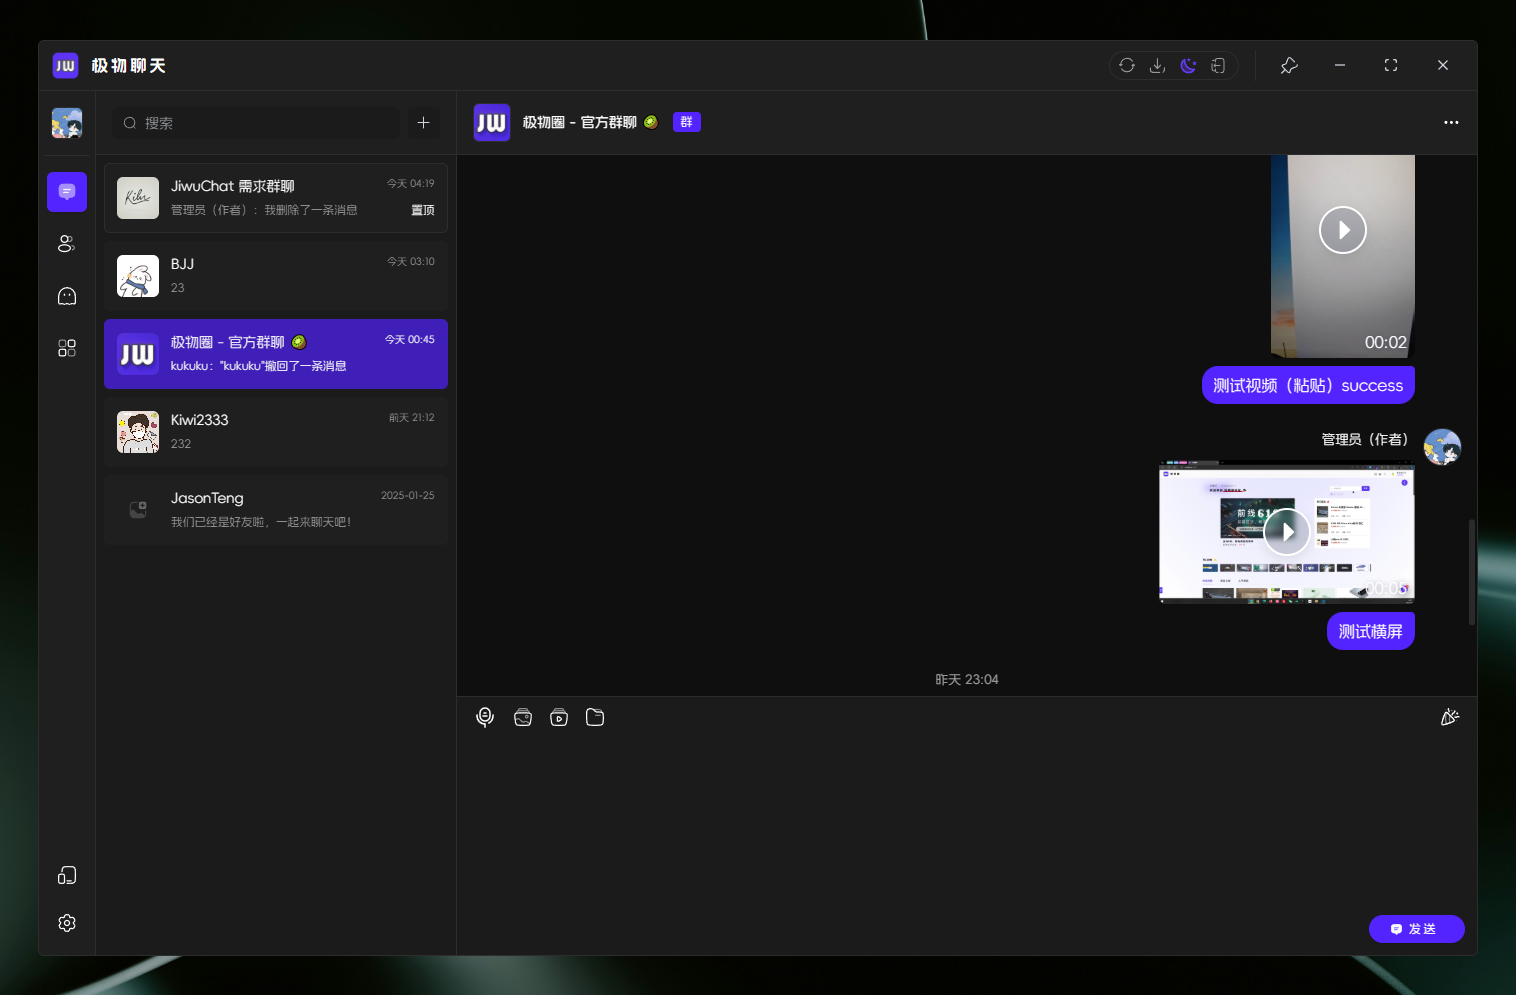 JW 极物聊天
搜索
JiwuChat 需求群聊
今天 04:19
管理员（作者）：我删除了一条消息
置顶
BJJ
今天 03:10
23
JW
极物圈 - 官方群聊
今天 00:45
kukuku："kukuku"撤回了一条消息
Kiwi2333
前天 21:12
232
JasonTeng
2025-01-25
我们已经是好友啦，一起来聊天吧！
JW
极物圈 - 官方群聊
群
00:02
测试视频（粘贴）success
管理员（作者）
前线
00:05
测试横屏
昨天 23:04
发送